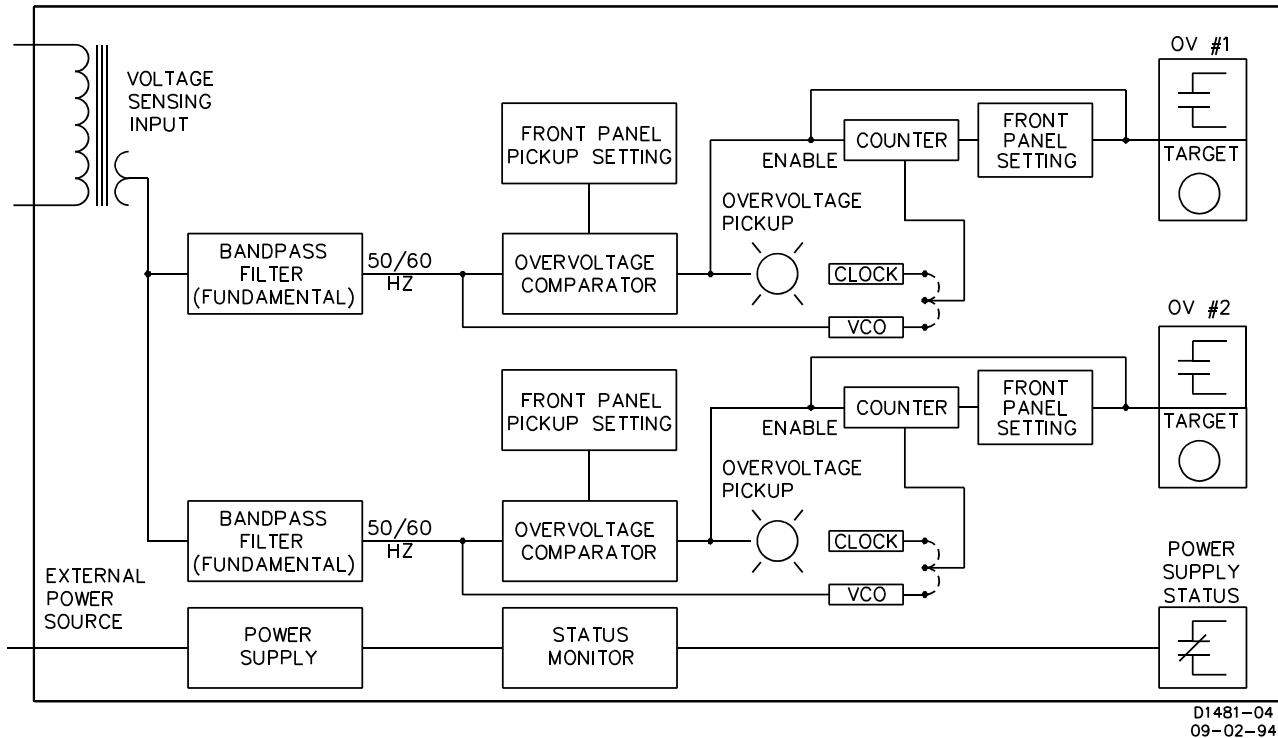 OV #1
VOLTAGE
SENSING
INPUT
FRONT PANEL
PICKUP SETTING
ENABLE
COUNTER
FRONT
PANEL
SETTING
TARGET
OVERVOLTAGE
PICKUP
BANDPASS
FILTER
(FUNDAMENTAL)
50/60
HZ
OVERVOLTAGE
COMPARATOR
CLOCK
VCO
OV #2
FRONT PANEL
PICKUP SETTING
ENABLE
COUNTER
FRONT
PANEL
SETTING
TARGET
OVERVOLTAGE
PICKUP
BANDPASS
FILTER
(FUNDAMENTAL)
50/60
HZ
OVERVOLTAGE
COMPARATOR
CLOCK
VCO
EXTERNAL
POWER
SOURCE
POWER
SUPPLY
STATUS
MONITOR
POWER
SUPPLY
STATUS
D1481-04
09-02-94